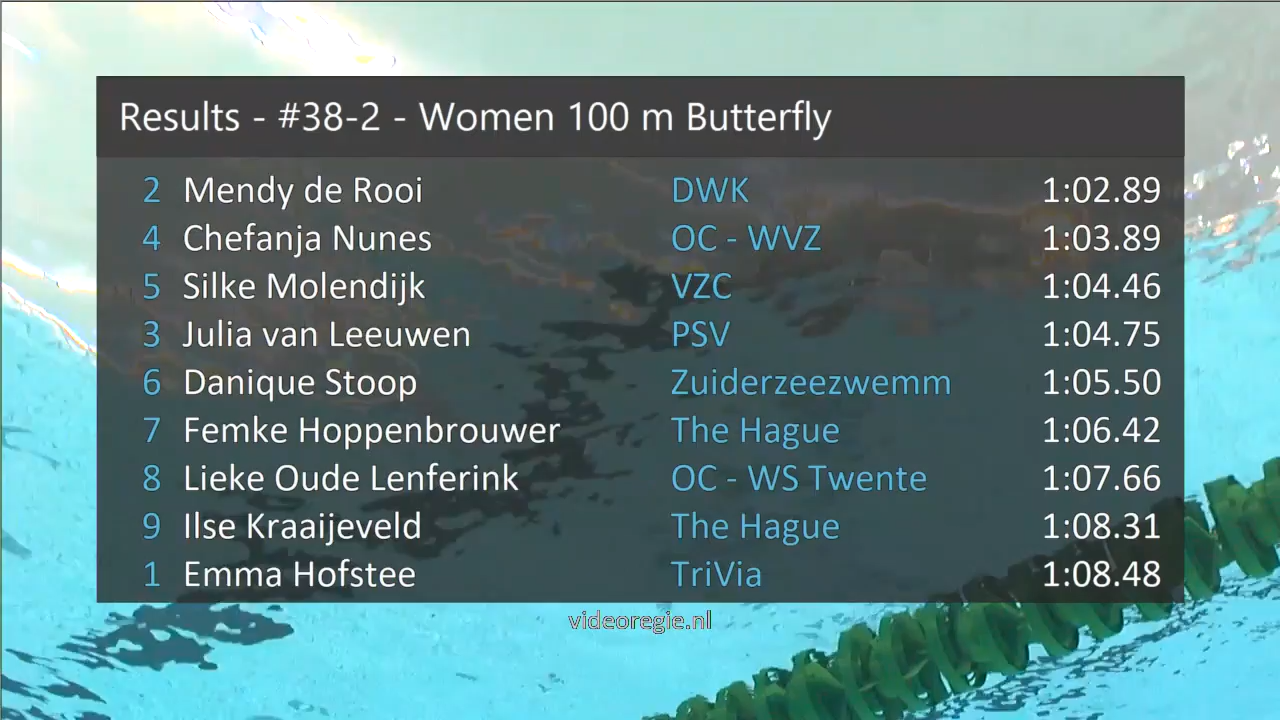 Results - #38-2 - Women 100 m Butterfly
2 Mendy de Rooi DWK 1:02.89
4 Chefanja Nunes OC - WVZ 1:03.89
5 Silke Molendijk VZC 1:04.46
3 Julia van Leeuwen PSV 1:04.75
6 Danique Stoop Zuiderzeezwemm 1:05.50
7 Femke Hoppenbrouwer The Hague 1:06.42
8 Lieke Oude Lenferink OC - WS Twente 1:07.66
9 Ilse Kraaijeveld The Hague 1:08.31
1 Emma Hofstee TriVia 1:08.48
videoregie.nl